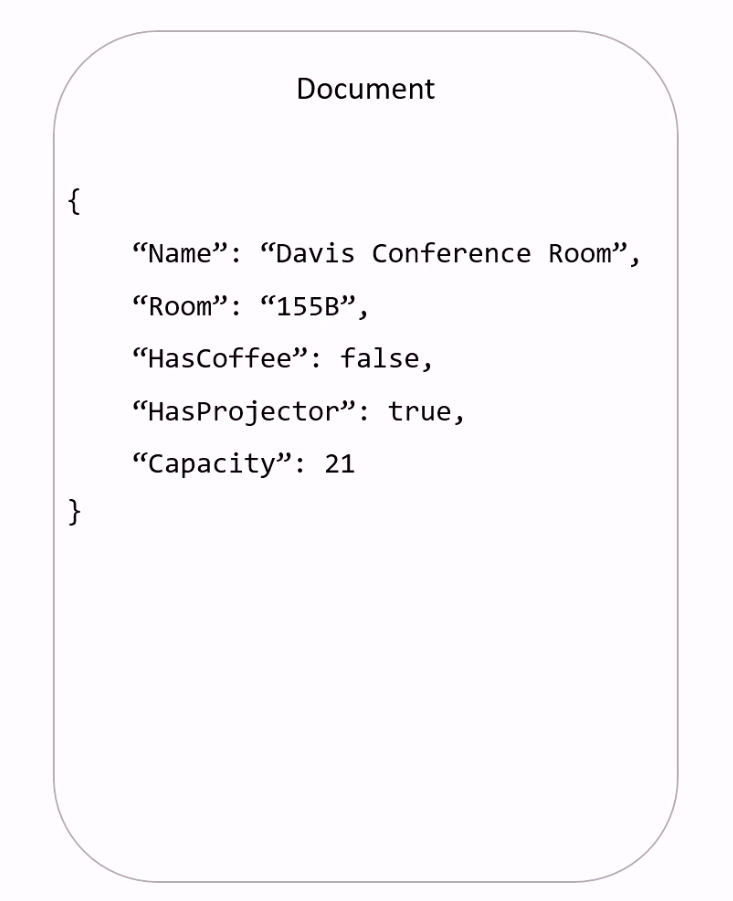 Document
{
“Name”: “Davis Conference Room”,
“Room”: “155B”,
“HasCoffee”: false,
“HasProjector”: true,
“Capacity”: 21
}